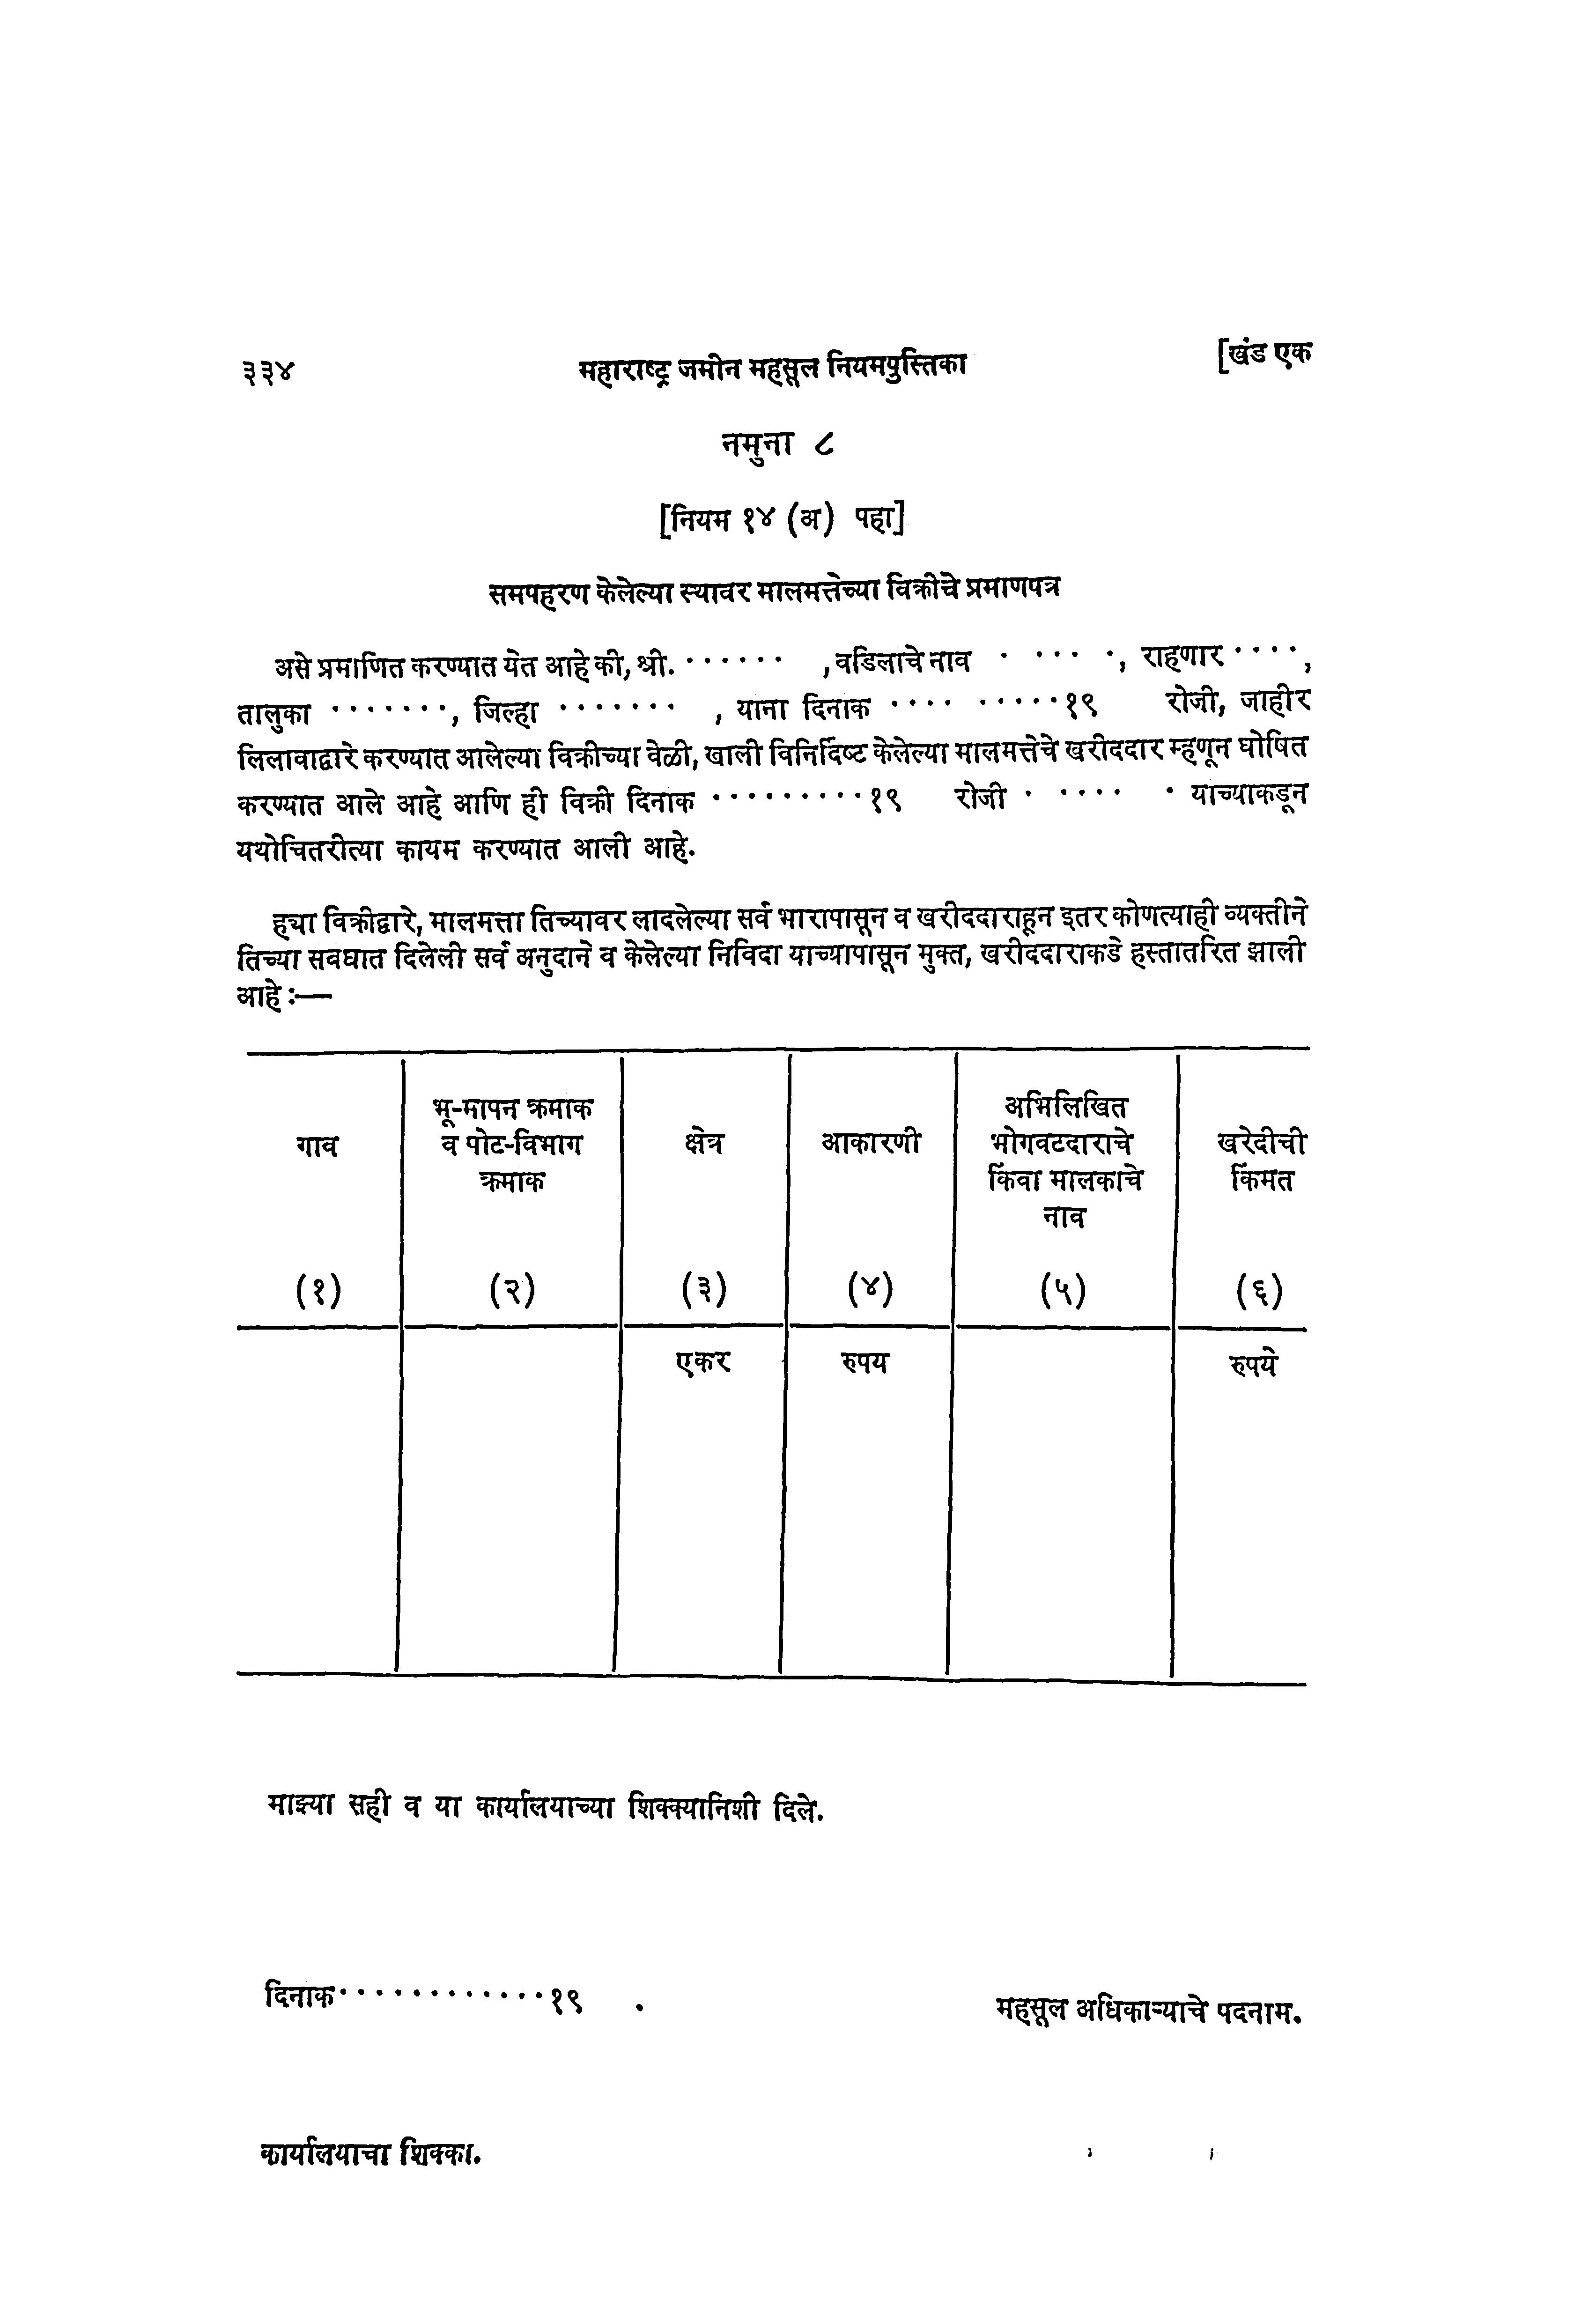 ३३४ महाराष्ट्र जमीन महसूल नियमपुस्तिका [खंड एक
नमुना ८
[नियम १४ (अ) पहा]
समपहरण केलेल्या स्थावर मालमत्तेच्या विक्रीचे प्रमाणपत्र
असे प्रमाणित करण्यात येत आहे की, श्री. · · · · · · , वडिलाचे नाव · · · · ·, राहणार · · · ·,
तालुका · · · · · · ·, जिल्हा · · · · · · · , याना दिनाक · · · · · · · · ·१९ रोजी, जाहीर
लिलावाद्वारे करण्यात आलेल्या विक्रीच्या वेळी, खाली विनिर्दिष्ट केलेल्या मालमत्तेचे खरीददार म्हणून घोषित
करण्यात आले आहे आणि ही विक्री दिनाक · · · · · · · · ·१९ रोजी · · · · · · याच्याकडून
यथोचितरीत्या कायम करण्यात आली आहे.
ह्या विक्रीद्वारे, मालमत्ता तिच्यावर लादलेल्या सर्व भारापासून व खरीददाराहून इतर कोणत्याही व्यक्तीने
तिच्या सबधात दिलेली सर्व अनुदाने व केलेल्या निविदा याच्यापासून मुक्त, खरीददाराकडे हस्तातरित झाली
आहे :—
भू-मापन क्रमाक अभिलिखित
गाव व पोट-विभाग क्षेत्र आकारणी भोगवटदाराचे खरेदीची
क्रमाक किंवा मालकाचे किंमत
नाव
(१) (२) (३) (४) (५) (६)
एकर रुपय रुपये
माझ्या सही व या कार्यालयाच्या शिक्क्यानिशी दिले.
दिनाक · · · · · · · · · · · ·१९ .
महसूल अधिकाऱ्याचे पदनाम.
कार्यालयाचा शिक्का.